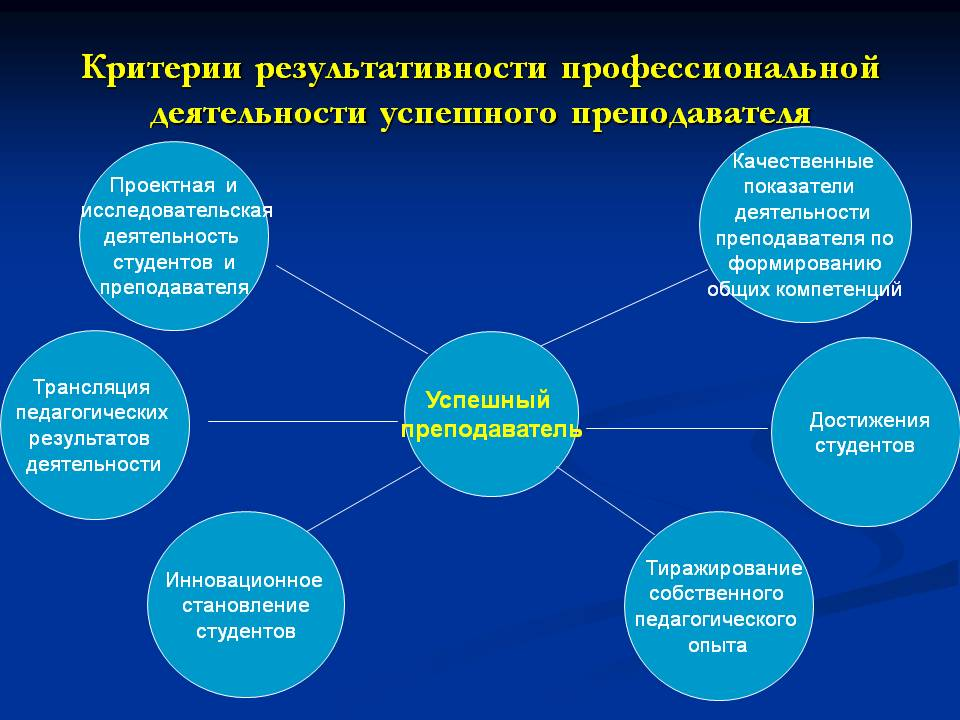 Критерии результативности профессиональной
деятельности успешного преподавателя
Проектная и
исследовательская
деятельность
студентов и
преподавателя
Качественные
показатели
деятельности
преподавателя по
формированию
общих компетенций
Трансляция
педагогических
результатов
деятельности
Успешный
преподаватель
Достижения
студентов
Инновационное
становление
студентов
Тиражирование
собственного
педагогического
опыта